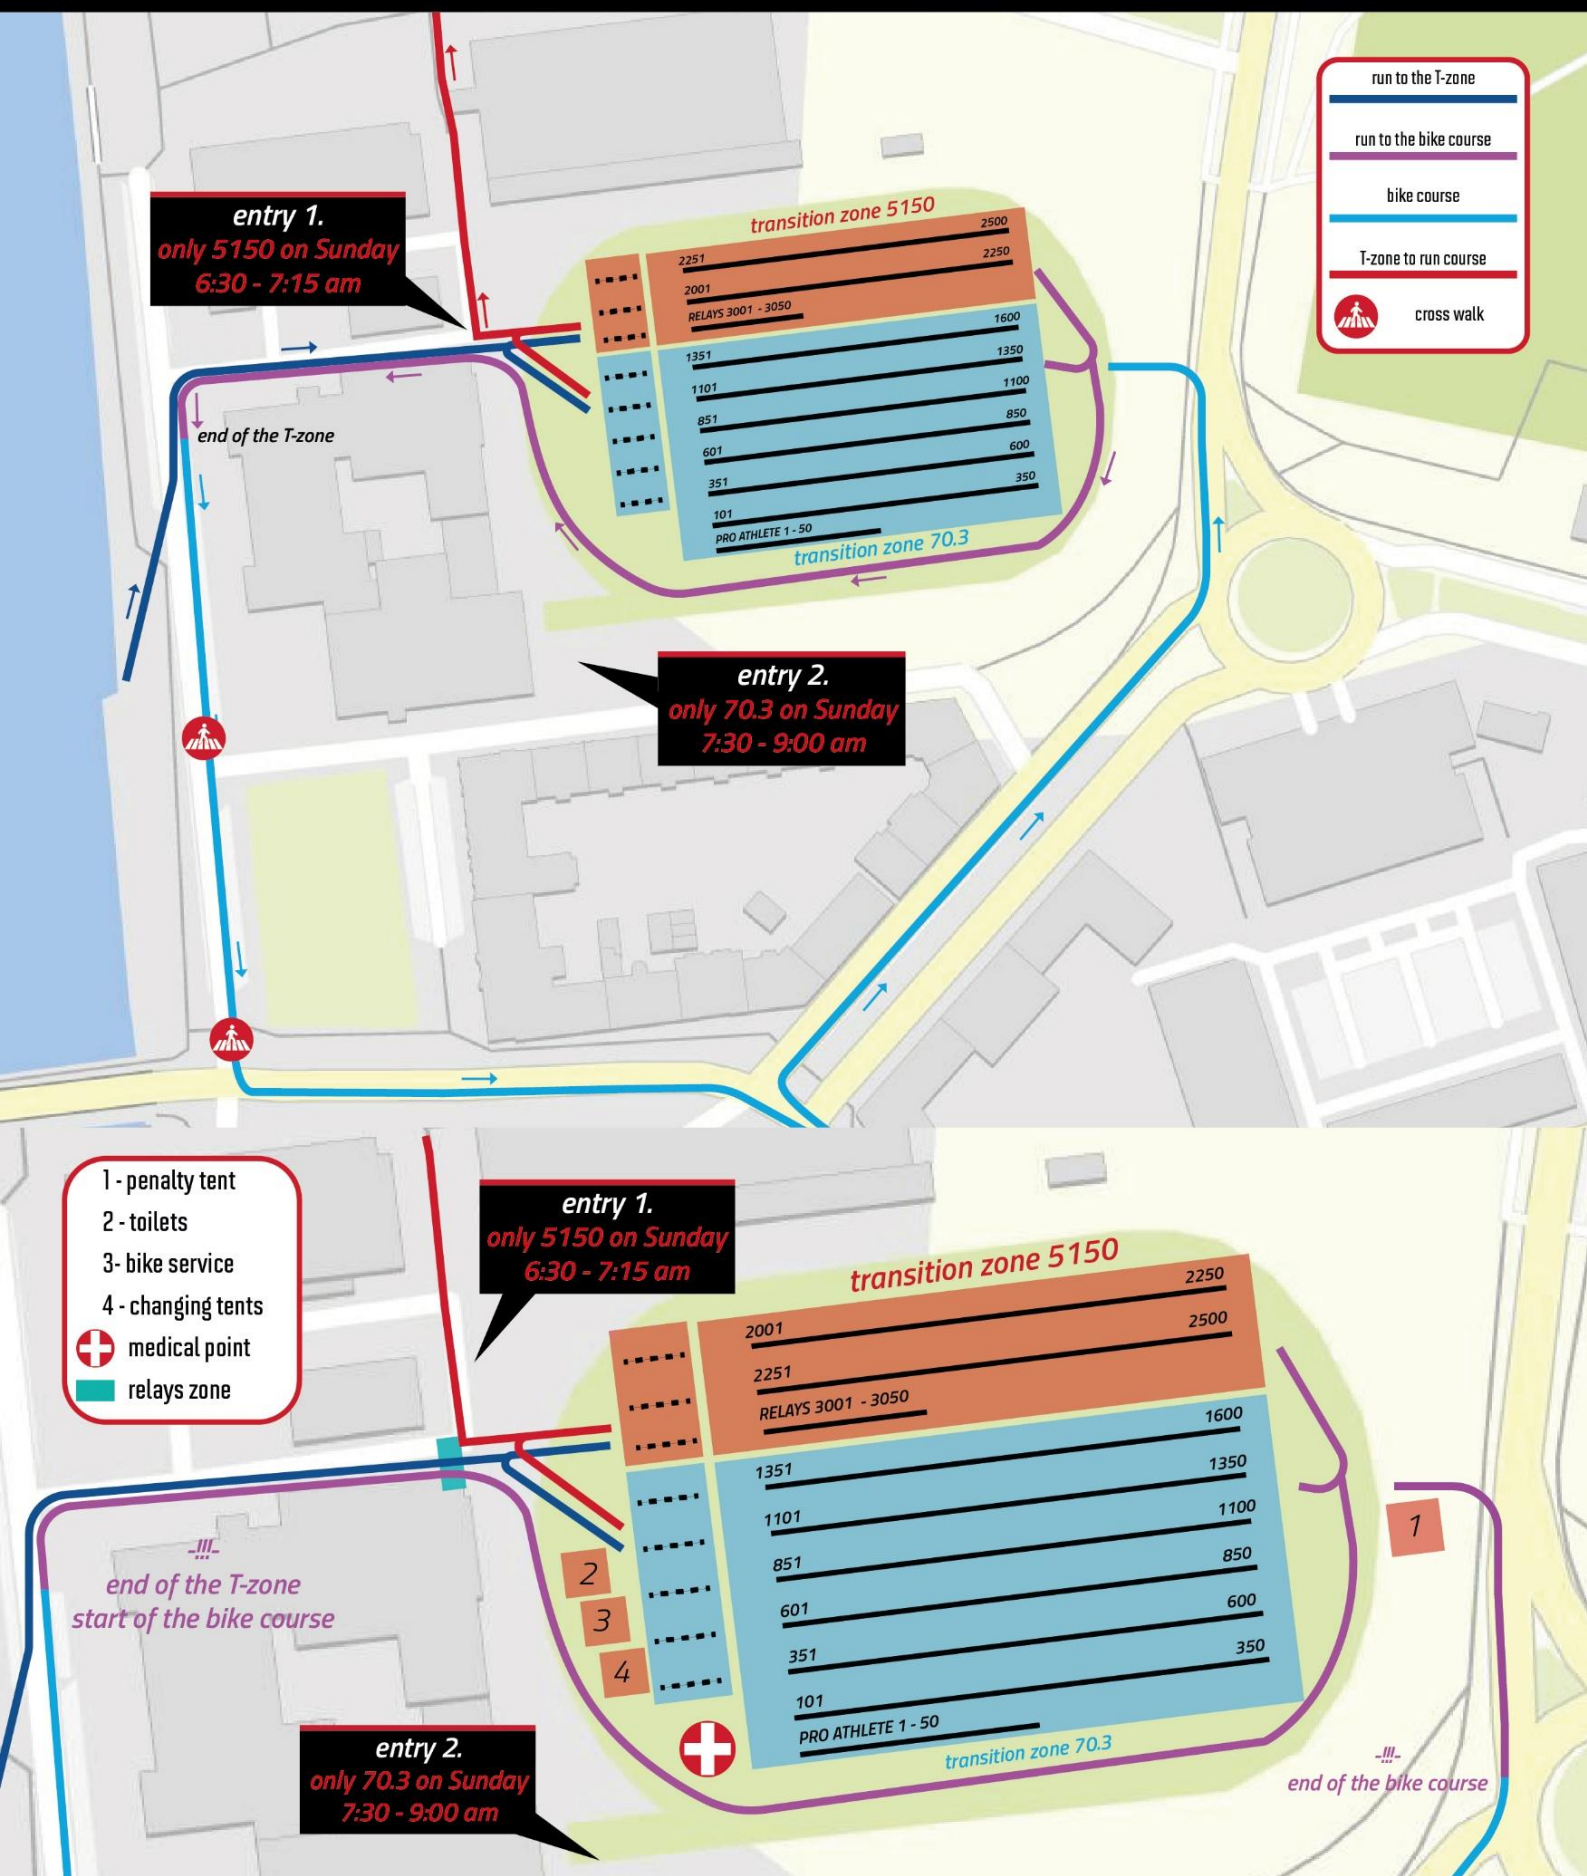 run to the T-zone
run to the bike course
bike course
T-zone to run course
cross walk
entry 1.
only 5150 on Sunday
6:30 - 7:15 am
transition zone 5150
2251 2500
2001 2250
RELAYS 3001 - 3050
1351 1600
1101 1350
851 1100
601 850
351 600
101 350
PRO ATHLETE 1 - 50
transition zone 70.3
end of the T-zone
entry 2.
only 70.3 on Sunday
7:30 - 9:00 am
1 - penalty tent
2 - toilets
3- bike service
4 - changing tents
medical point
relays zone
entry 1.
only 5150 on Sunday
6:30 - 7:15 am
transition zone 5150
2001 2250
2251 2500
RELAYS 3001 - 3050
1351 1600
1101 1350
851 1100
601 850
351 600
101 350
PRO ATHLETE 1 - 50
transition zone 70.3
1
2
3
4
-!!!-
end of the T-zone
start of the bike course
entry 2.
only 70.3 on Sunday
7:30 - 9:00 am
-!!!-
end of the bike course